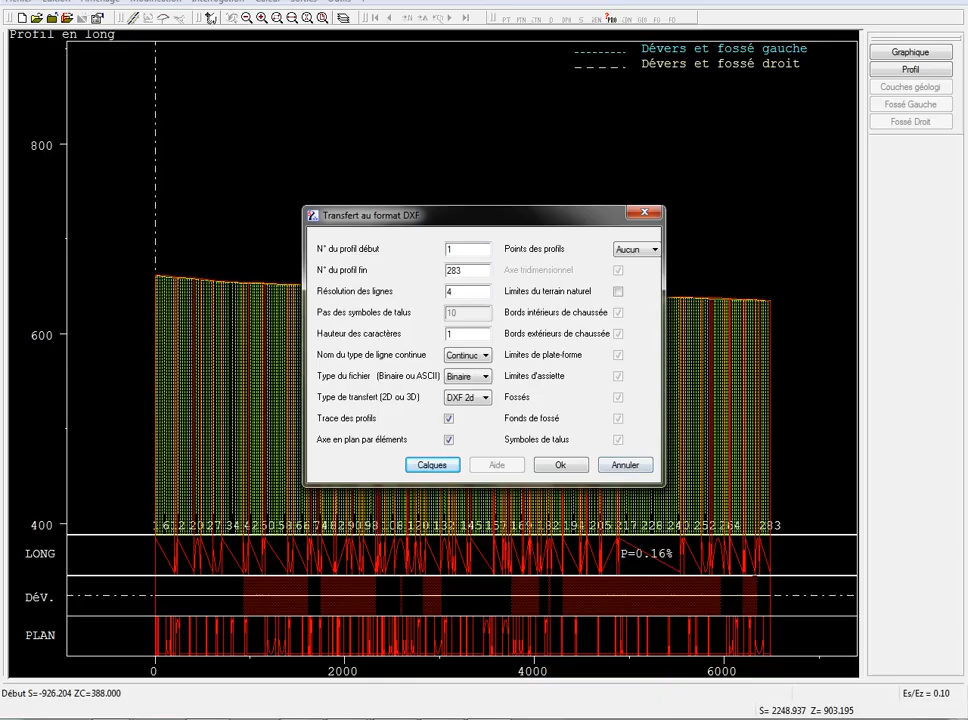 Profil en long
Dévers et fossé gauche
Dévers et fossé droit
Graphique
Profil
Couches géologi
Fossé Gauche
Fossé Droit
800
600
400
Transfert au format DXF
N° du profil début 1 Points des profils Aucun
N° du profil fin 283 Axe tridimensionnel
Résolution des lignes 4 Limites du terrain naturel
Pas des symboles de talus 10 Bords intérieurs de chaussée
Hauteur des caractères 1 Bords extérieurs de chaussée
Nom du type de ligne continue Continuc Limites de plate-forme
Type du fichier (Binaire ou ASCII) Binaire Limites d'assiette
Type de transfert (2D ou 3D) DXF 2d Fossés
Trace des profils Fonds de fossé
Axe en plan par éléments Symboles de talus
Calques Aide Ok Annuler
LONG P=0.16%
DéV.
PLAN
0 2000 4000 6000
Début S=-926.204 ZC=388.000 Es/Ez = 0.10
S= 2248.937 Z= 903.195